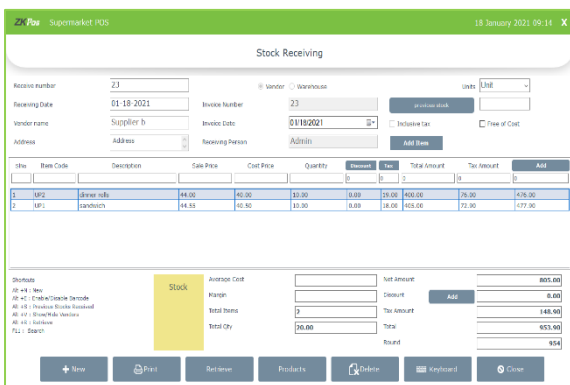 ZKPos Supermarket POS 18 January 2021 09:14 X
Stock Receiving
Receive number 23 Vendor Warehouse Units Unit
Receiving Date 01-18-2021 Invoice Number 23 previous stock
Vendor name Supplier b Invoice Date 01/18/2021 Inclusive tax Free of Cost
Address Address Receiving Person Admin Add Item
slno Item Code Description Sale Price Cost Price Quantity Discount Tax Total Amount Tax Amount Add
0 0 0 0 0
1 UP2 dinner rolls 44.00 40.00 10.00 0.00 19.00 400.00 76.00 476.00
2 UP1 sandwich 44.55 40.50 10.00 0.00 18.00 405.00 72.90 477.90
Shortcuts Stock Average Cost Net Amount 805.00
Alt +N : New
Alt +E : Enable/Disable Barcode Margin Discount Add 0.00
Alt +S : Previous Stocks Received
Alt +V : Show/Hide Vendors Total Items 2 Tax Amount 148.90
Alt +R : Retrieve
F11 : Search Total Qty 20.00 Total 953.90
Round 954
New Print Retrieve Products Delete Keyboard Close